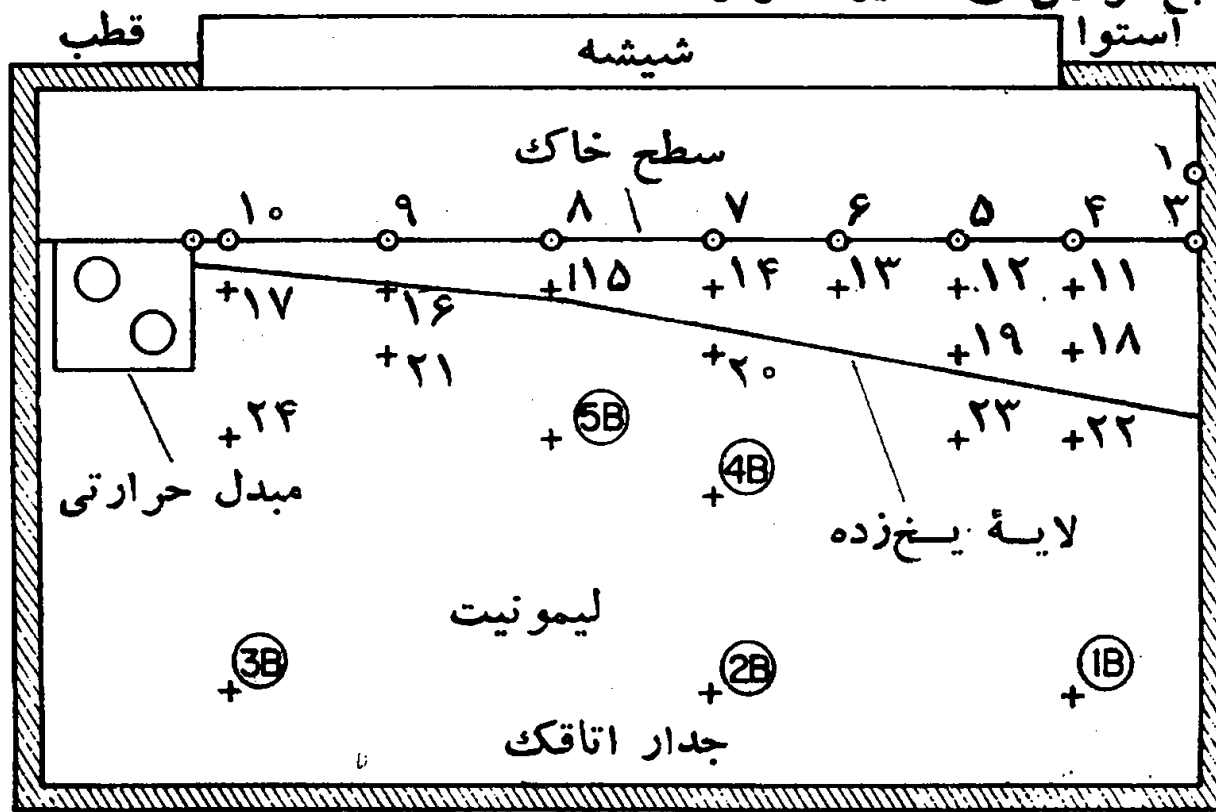 قطب
استوا
شیشه
سطح خاک
۱
۱۰ ۹ ۸ ۷ ۶ ۵ ۴ ۳
۱۷ ۱۶ ۱۵ ۱۴ ۱۳ ۱۲ ۱۱
۲۱ ۲۰ ۱۹ ۱۸
۲۴ 5B ۲۳ ۲۲
4B
مبدل حرارتی
لایهٔ یخ‌زده
لیمونیت
3B 2B 1B
جدار اتاقک